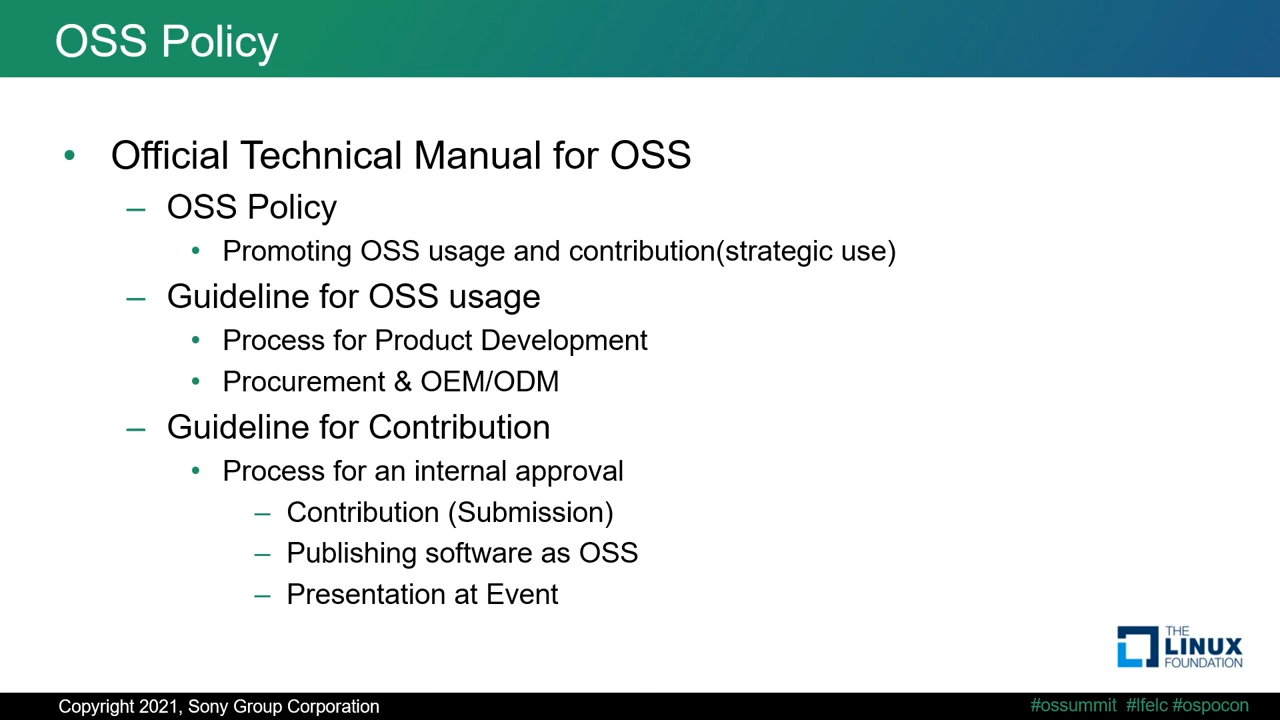 OSS Policy
• Official Technical Manual for OSS
– OSS Policy
• Promoting OSS usage and contribution(strategic use)
– Guideline for OSS usage
• Process for Product Development
• Procurement & OEM/ODM
– Guideline for Contribution
• Process for an internal approval
– Contribution (Submission)
– Publishing software as OSS
– Presentation at Event
THE
LINUX
FOUNDATION
Copyright 2021, Sony Group Corporation
#ossummit #lfelc #ospocon